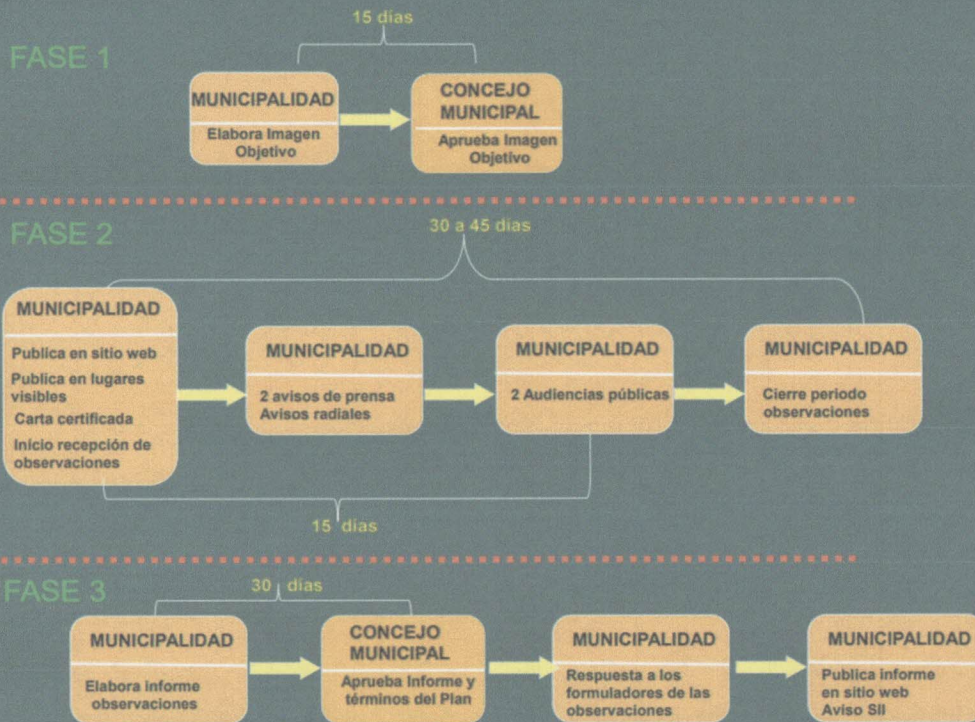 FASE 1
15 días
MUNICIPALIDAD
Elabora Imagen
Objetivo
CONCEJO
MUNICIPAL
Aprueba Imagen
Objetivo
FASE 2
30 a 45 días
MUNICIPALIDAD
Publica en sitio web
Publica en lugares
visibles
Carta certificada
Inicio recepción de
observaciones
MUNICIPALIDAD
2 avisos de prensa
Avisos radiales
MUNICIPALIDAD
2 Audiencias públicas
MUNICIPALIDAD
Cierre periodo
observaciones
15 días
FASE 3
30 días
MUNICIPALIDAD
Elabora informe
observaciones
CONCEJO
MUNICIPAL
Aprueba Informe y
términos del Plan
MUNICIPALIDAD
Respuesta a los
formuladores de las
observaciones
MUNICIPALIDAD
Publica informe
en sitio web
Aviso SII